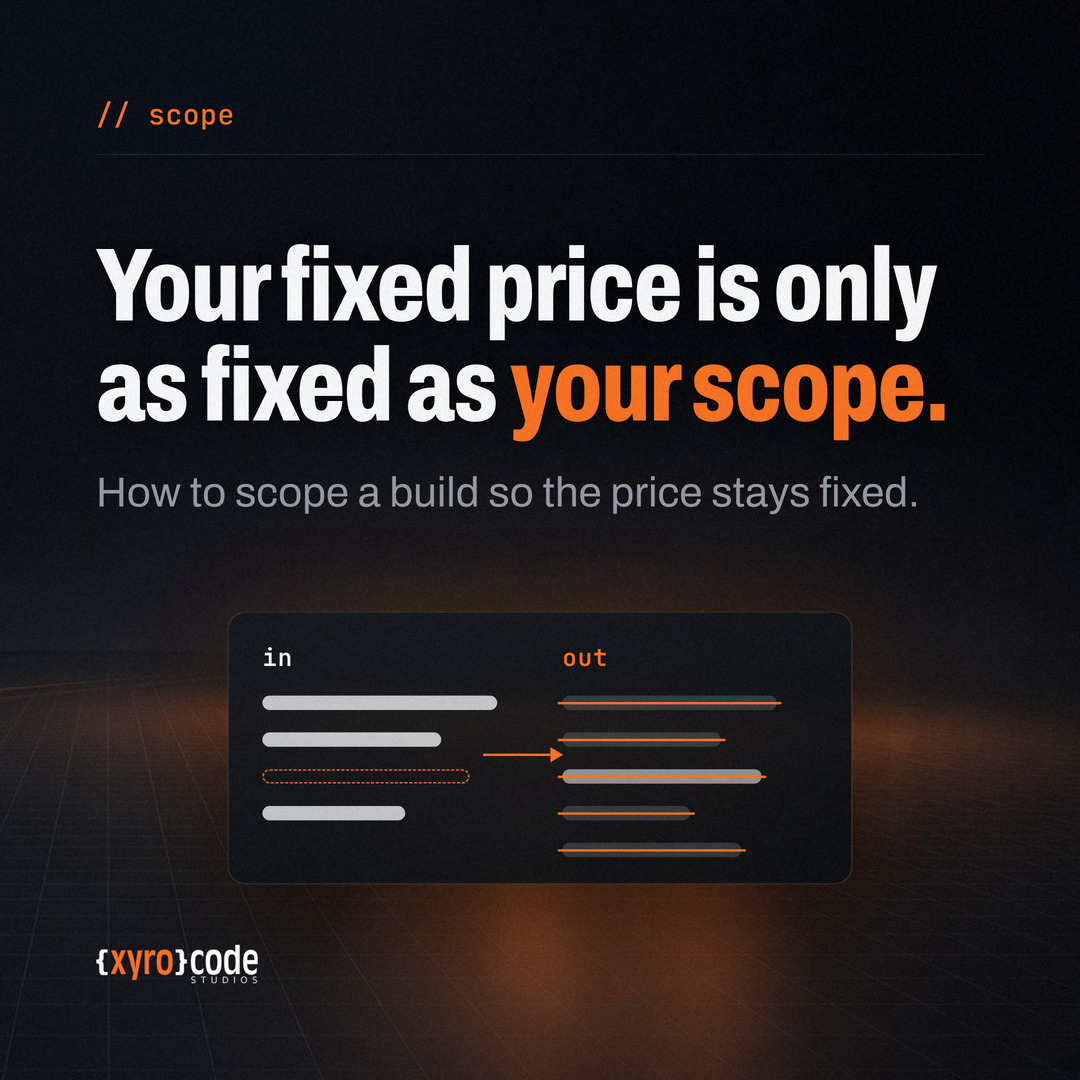 // scope
Your fixed price is only
as fixed as your scope.
How to scope a build so the price stays fixed.
in
out
{xyro}code
STUDIOS